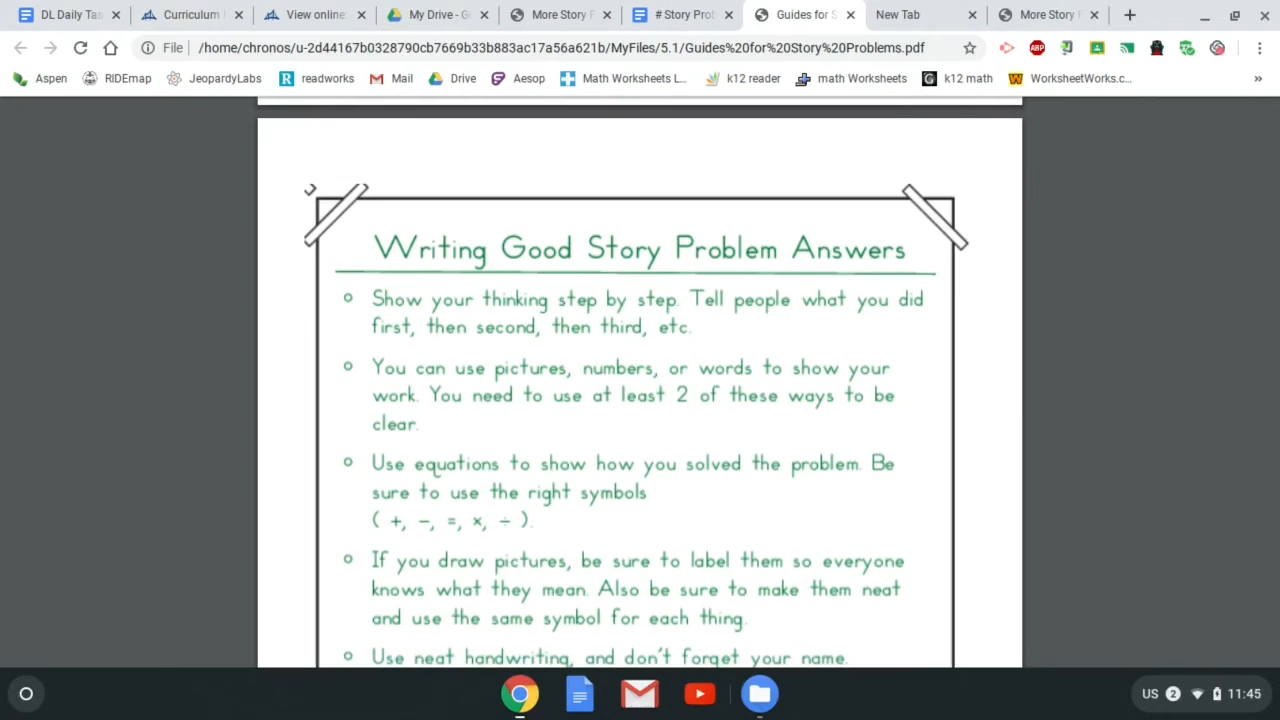 DL Daily Tas
Curriculum
View online:
My Drive - Go
More Story P
# Story Prob
Guides for S
New Tab
More Story P
File
/home/chronos/u-2d44167b0328790cb7669b33b883ac17a56a621b/MyFiles/5.1/Guides%20for%20Story%20Problems.pdf
ABP
Aspen
RIDEmap
JeopardyLabs
R readworks
Mail
Drive
Aesop
Math Worksheets L...
k12 reader
math Worksheets
k12 math
WorksheetWorks.c...
»
Writing Good Story Problem Answers
Show your thinking step by step. Tell people what you did
first, then second, then third, etc.
You can use pictures, numbers, or words to show your
work. You need to use at least 2 of these ways to be
clear.
Use equations to show how you solved the problem. Be
sure to use the right symbols
( +, −, =, ×, ÷ ).
If you draw pictures, be sure to label them so everyone
knows what they mean. Also be sure to make them neat
and use the same symbol for each thing.
Use neat handwriting, and don't forget your name.
US 2 11:45